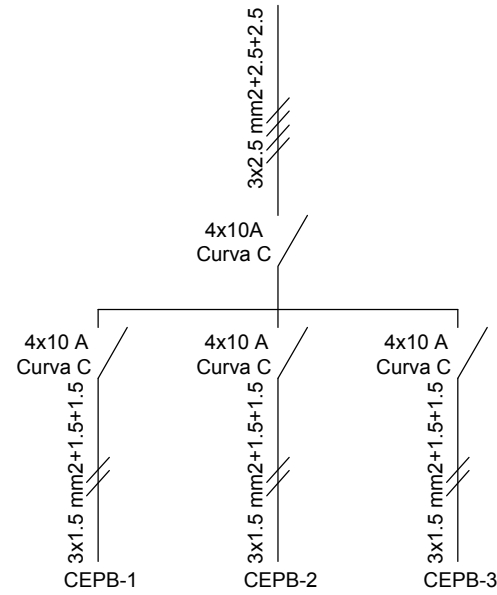 3x2.5 mm2+2.5+2.5
4x10A
Curva C
4x10 A
Curva C
4x10 A
Curva C
4x10 A
Curva C
3x1.5 mm2+1.5+1.5
3x1.5 mm2+1.5+1.5
3x1.5 mm2+1.5+1.5
CEPB-1
CEPB-2
CEPB-3